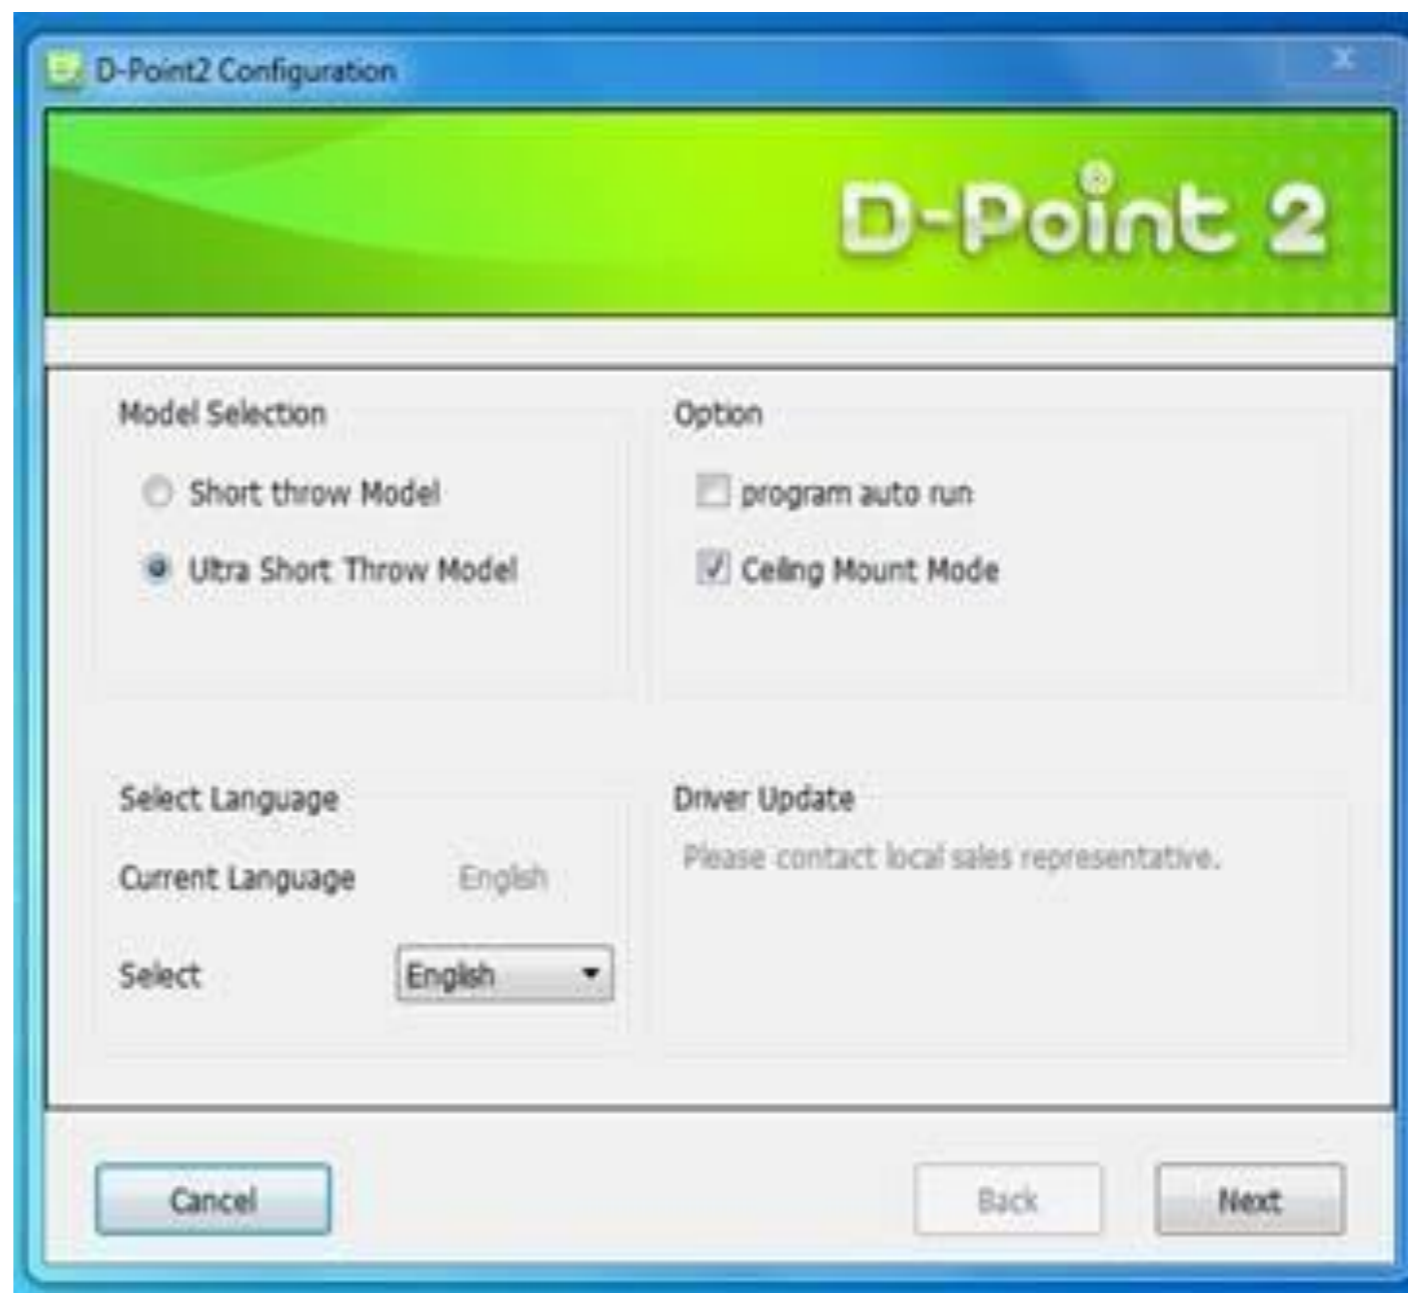 D-Point2 Configuration
D-Point 2
Model Selection
Short throw Model
Ultra Short Throw Model
Option
program auto run
Ceiling Mount Mode
Select Language
Current Language English
Select English
Driver Update
Please contact local sales representative.
Cancel Back Next